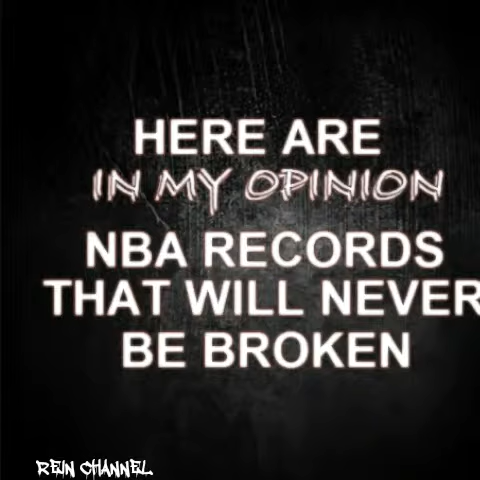 HERE ARE
IN MY OPINION
NBA RECORDS
THAT WILL NEVER
BE BROKEN
REIN CHANNEL